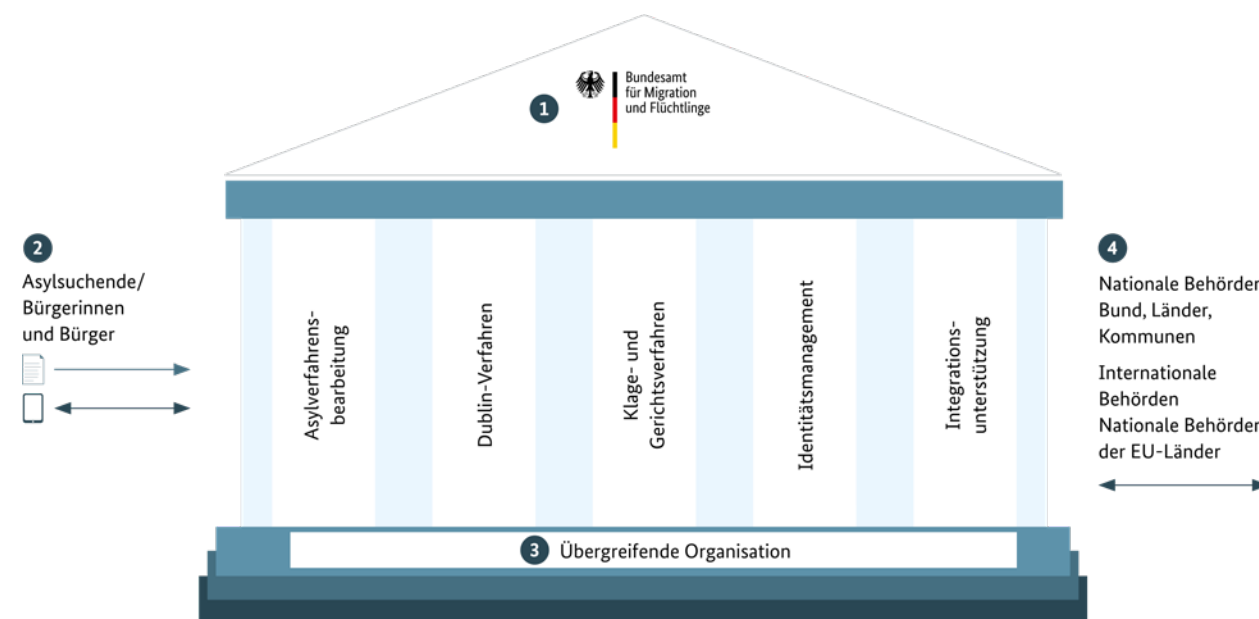 1
Bundesamt
für Migration
und Flüchtlinge
2
Asylsuchende/
Bürgerinnen
und Bürger
Asylverfahrens-
bearbeitung
Dublin-Verfahren
Klage- und
Gerichtsverfahren
Identitätsmanagement
Integrations-
unterstützung
3 Übergreifende Organisation
4
Nationale Behörden
Bund, Länder,
Kommunen
Internationale
Behörden
Nationale Behörden
der EU-Länder